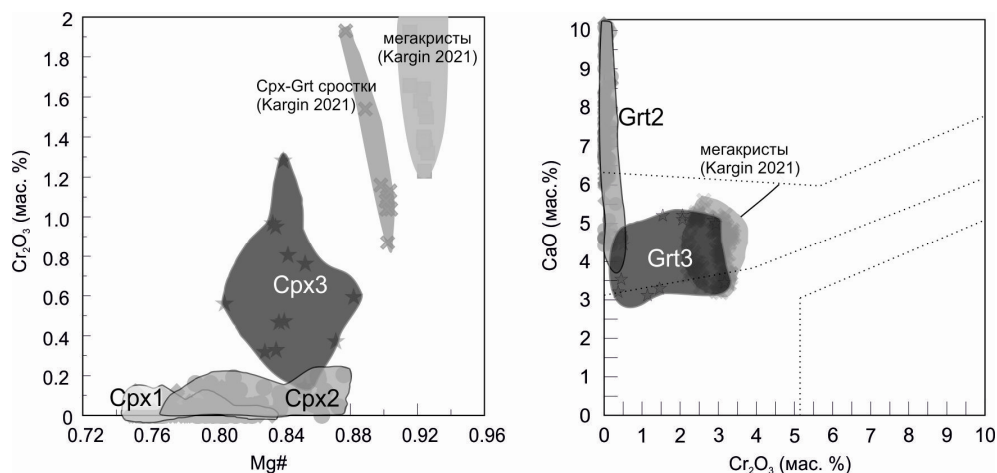 Cr₂O₃ (мас. %)
2
1.8
1.6
1.4
1.2
1.0
0.8
0.6
0.4
0.2
0
мегакристы
(Kargin 2021)
Cpx-Grt сростки
(Kargin 2021)
Cpx3
Cpx1
Cpx2
0.72
0.76
0.80
0.84
0.88
0.92
0.96
Mg#
CaO (мас.%)
10
9
8
7
6
5
4
3
2
1
0
Grt2
мегакристы
(Kargin 2021)
Grt3
0
1
2
3
4
5
6
7
8
9
10
Cr₂O₃ (мас. %)